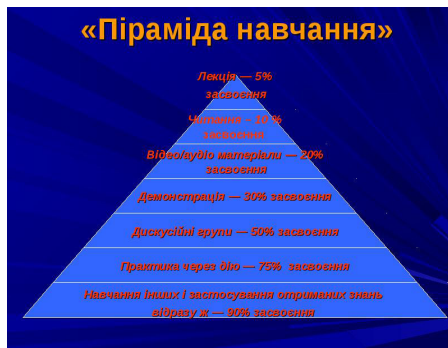 «Піраміда навчання»
Лекція — 5%
засвоєння
Читання - 10 %
засвоєння
Відео/аудіо матеріали — 20%
засвоєння
Демонстрація — 30% засвоєння
Дискусійні групи — 50% засвоєння
Практика через дію — 75% засвоєння
Навчання інших і застосування отриманих знань
відразу ж — 90% засвоєння